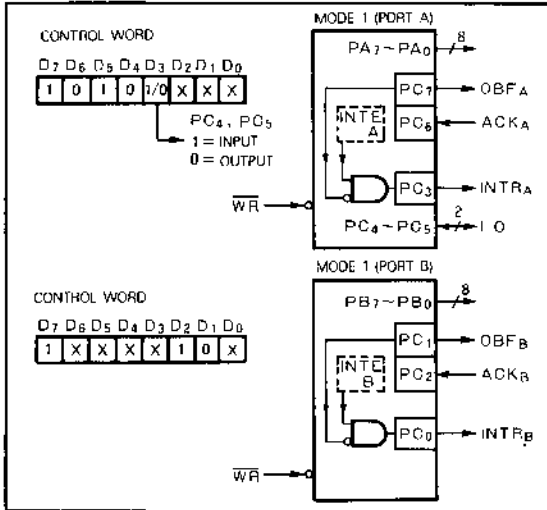 MODE 1 (PORT A)
CONTROL WORD
D7 D6 D5 D4 D3 D2 D1 D0
1 0 1 0 1/0 X X X
PC4, PC5
1 = INPUT
0 = OUTPUT
WR
PA7~PA0
8
PC7
OBFA
PC6
ACKA
INTE
A
PC3
INTRA
PC4~PC5
2
I O
MODE 1 (PORT B)
CONTROL WORD
D7 D6 D5 D4 D3 D2 D1 D0
1 X X X X 1 0 X
WR
PB7~PB0
8
PC1
OBFB
PC2
ACKB
INTE
B
PC0
INTRB